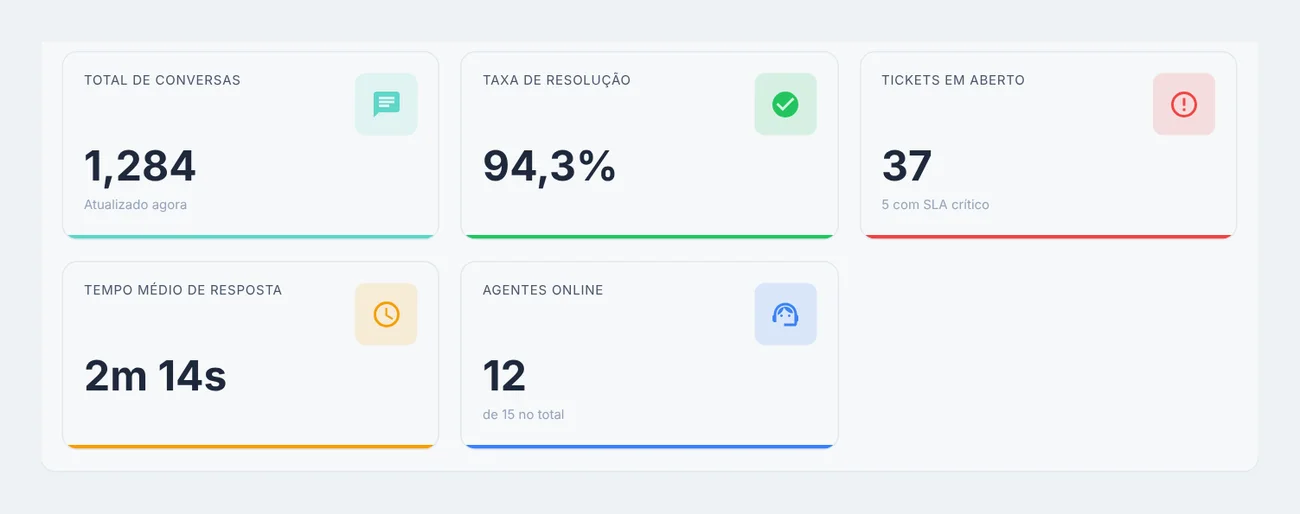 TOTAL DE CONVERSAS
1,284
Atualizado agora
TAXA DE RESOLUÇÃO
94,3%
TICKETS EM ABERTO
37
5 com SLA crítico
TEMPO MÉDIO DE RESPOSTA
2m 14s
AGENTES ONLINE
12
de 15 no total